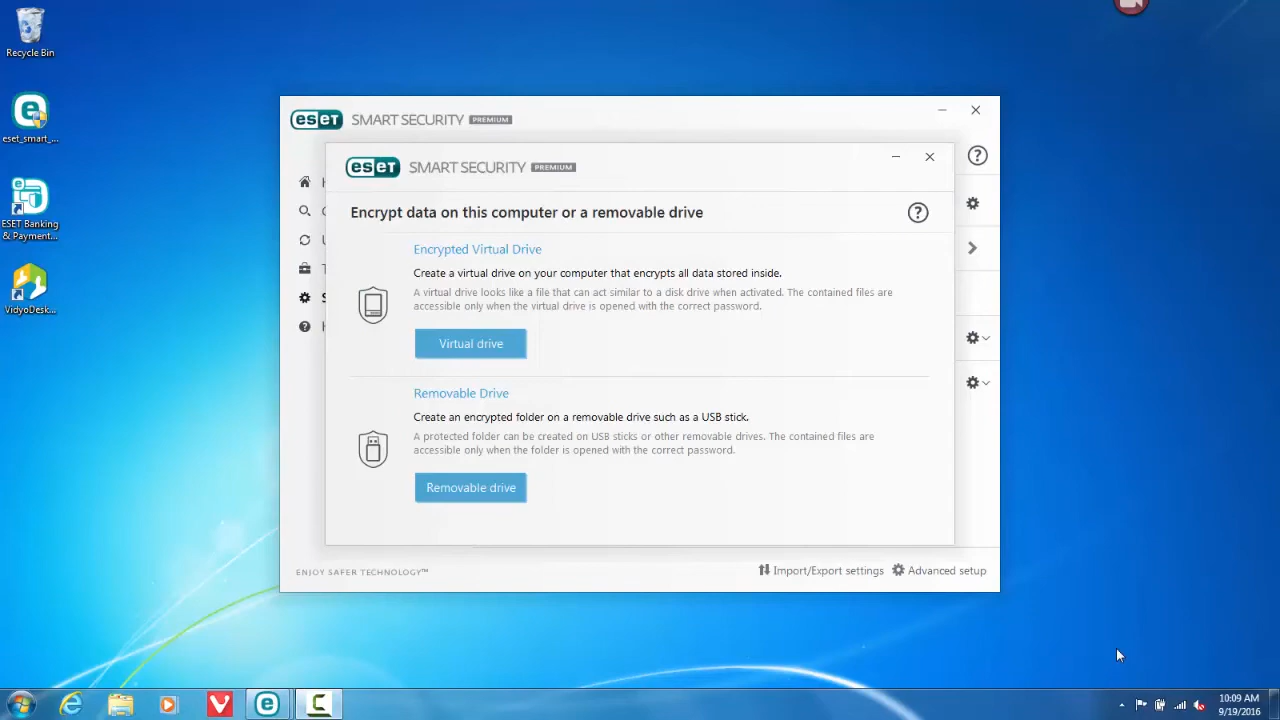 Recycle Bin
eset_smart_...
ESET Banking
& Payment...
VidyoDesk...
eset SMART SECURITY PREMIUM
eset SMART SECURITY PREMIUM
Encrypt data on this computer or a removable drive
Encrypted Virtual Drive
Create a virtual drive on your computer that encrypts all data stored inside.
A virtual drive looks like a file that can act similar to a disk drive when activated. The contained files are
accessible only when the virtual drive is opened with the correct password.
Virtual drive
Removable Drive
Create an encrypted folder on a removable drive such as a USB stick.
A protected folder can be created on USB sticks or other removable drives. The contained files are
accessible only when the folder is opened with the correct password.
Removable drive
ENJOY SAFER TECHNOLOGY™
Import/Export settings
Advanced setup
10:09 AM
9/19/2016